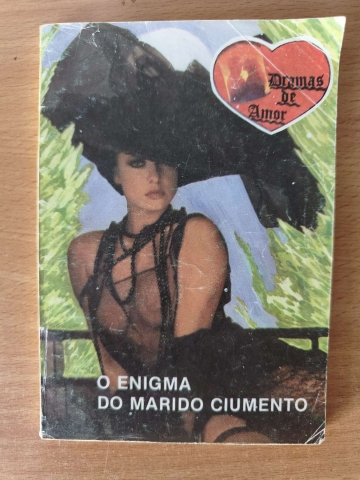 Dramas
de
Amor
O ENIGMA
DO MARIDO CIUMENTO